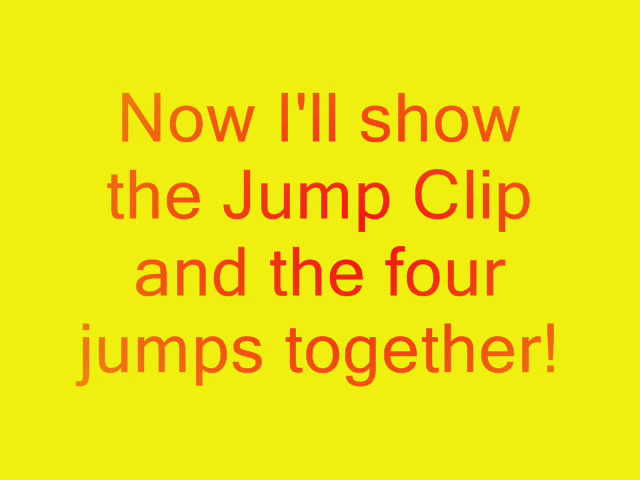 Now I'll show
the Jump Clip
and the four
jumps together!